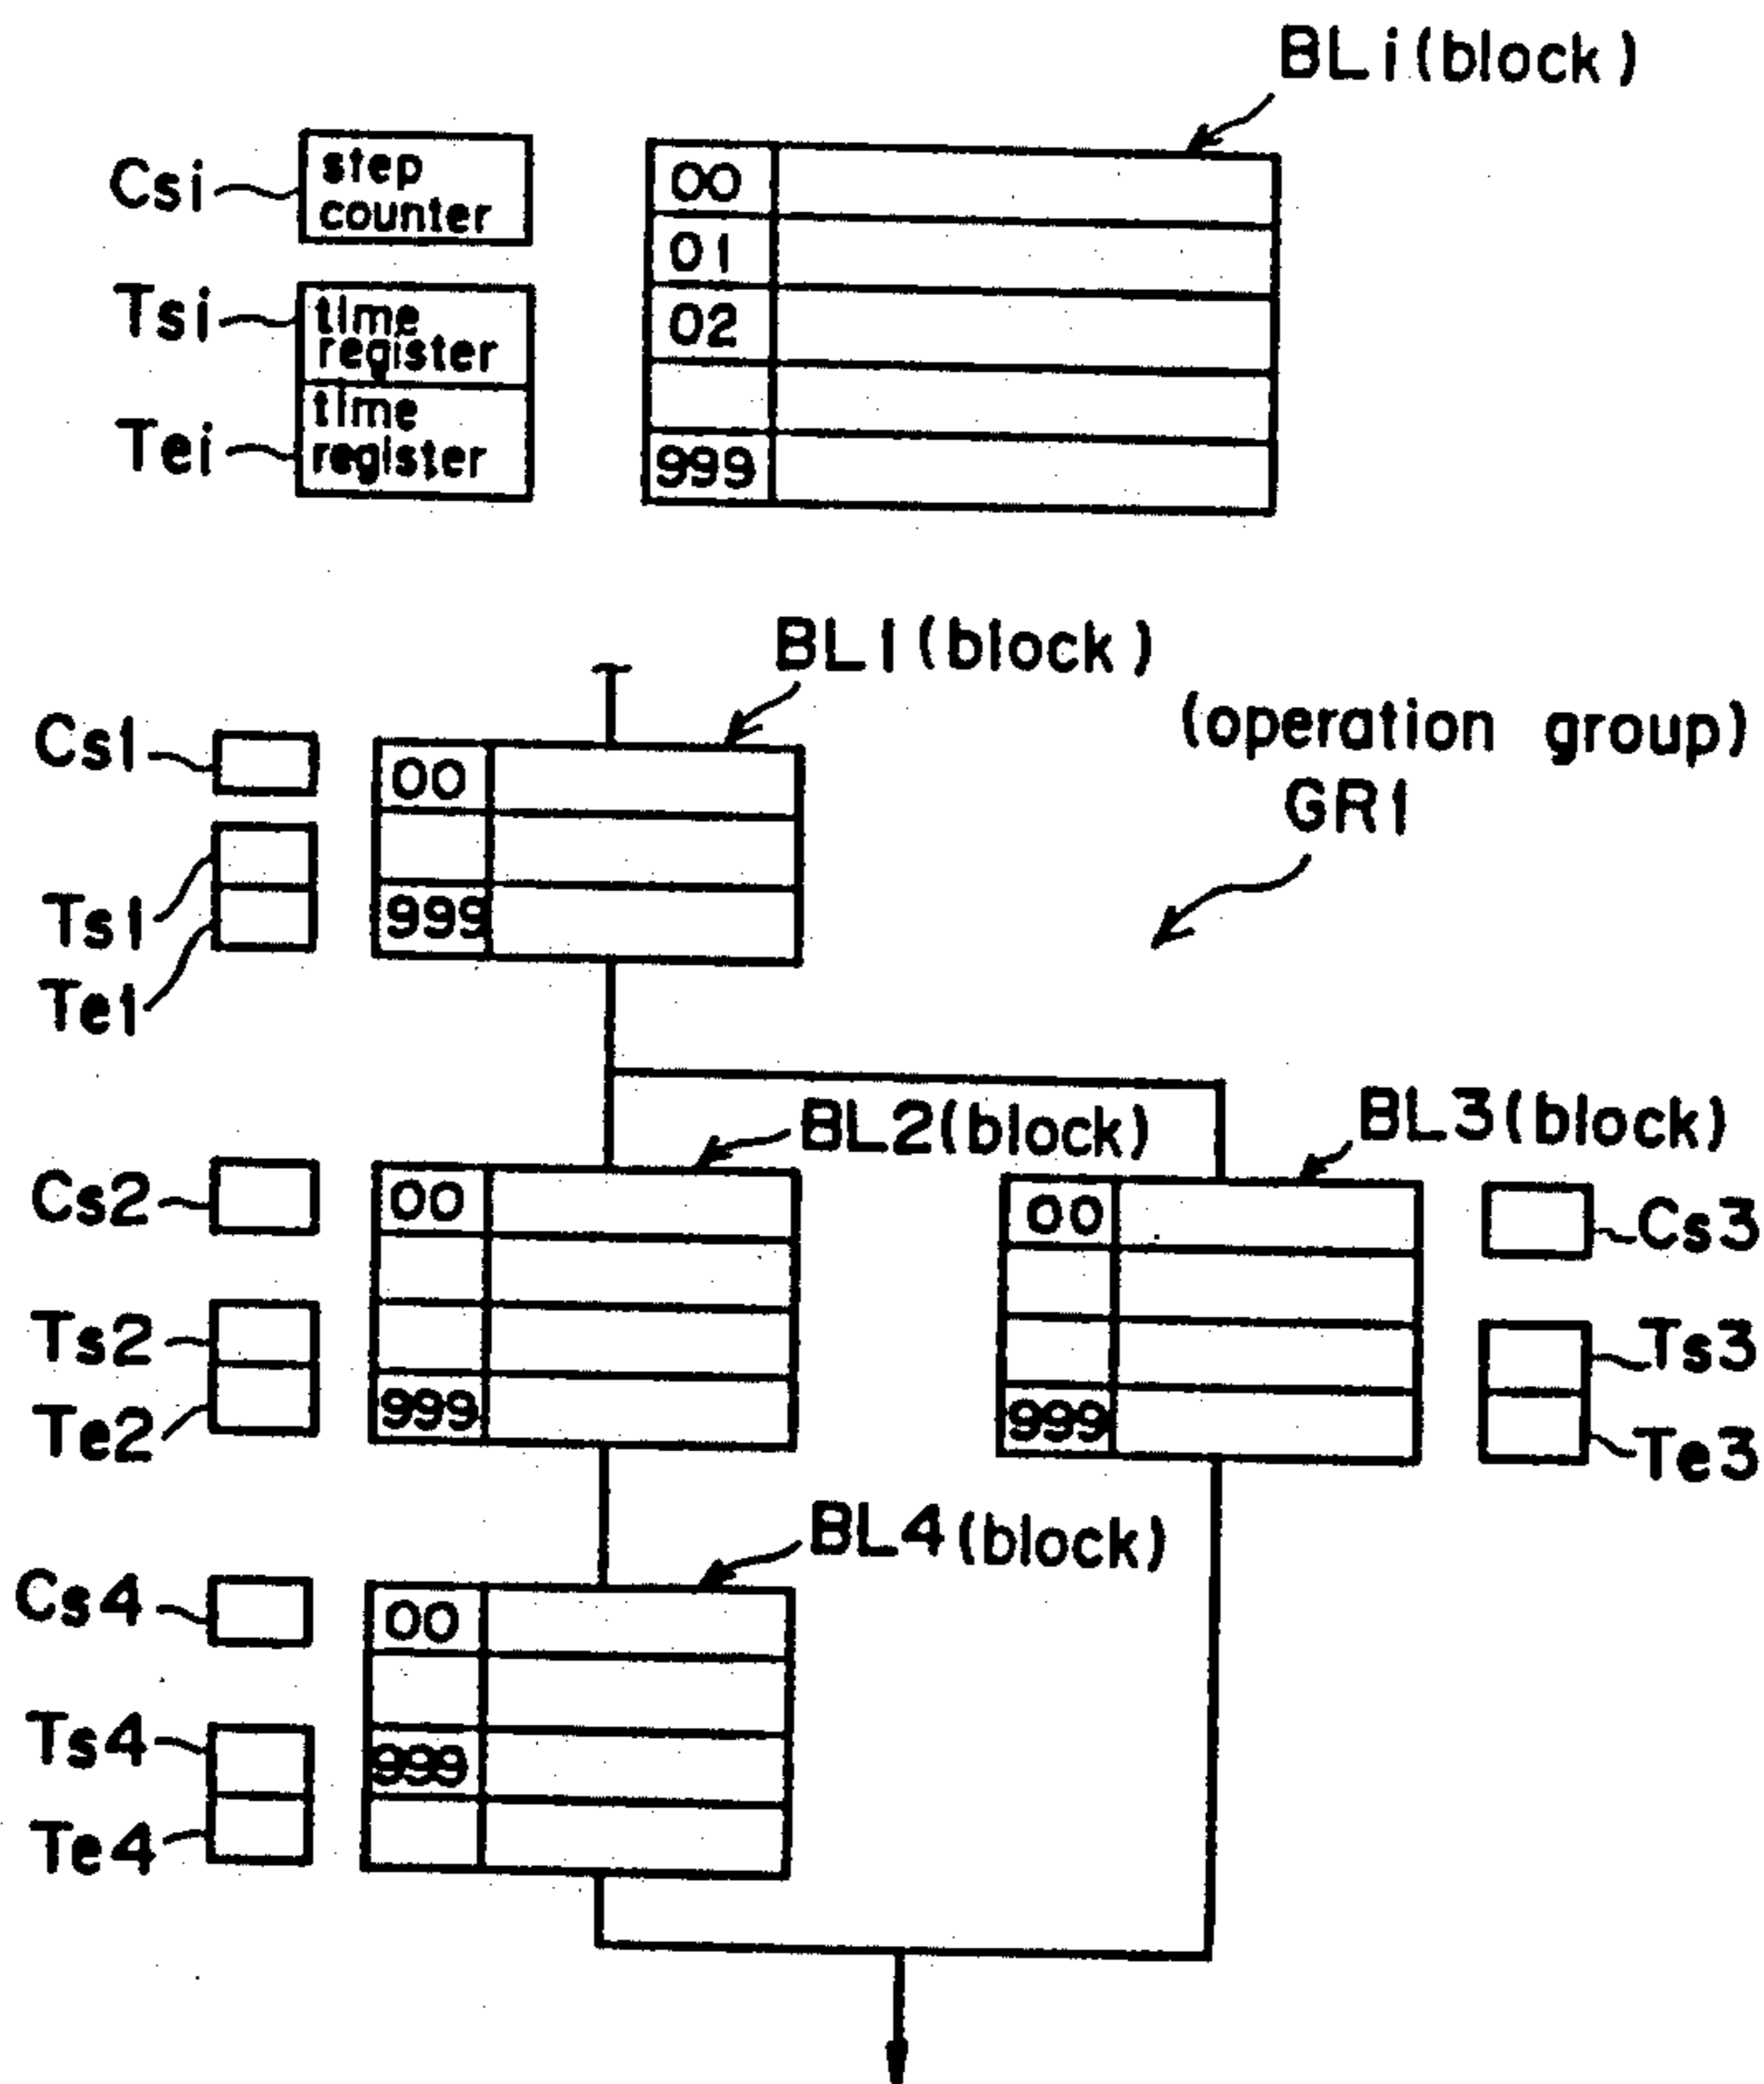 BLi(block)
Csi
step
counter
00
01
Tsi
time
register
02
Tei
time
register
999
BL1(block)
(operation group)
GR1
Cs1
00
Ts1
999
Te1
BL2(block)
BL3(block)
Cs2
00
00
Cs3
Ts2
Ts3
Te2
999
999
Te3
BL4(block)
Cs4
00
Ts4
999
Te4